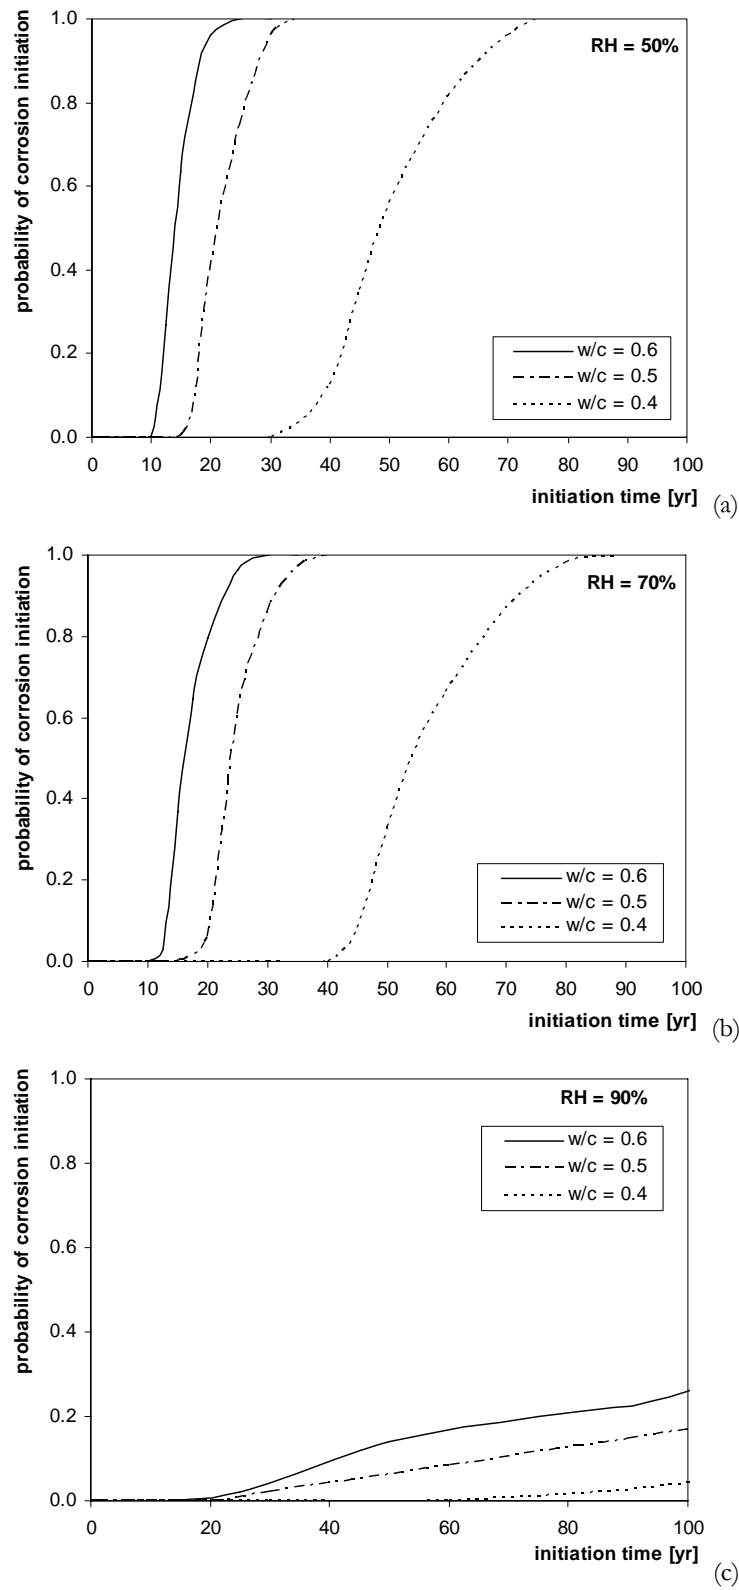 probability of corrosion initiation
1.0
0.8
0.6
0.4
0.2
0.0
RH = 50%
w/c = 0.6
w/c = 0.5
w/c = 0.4
0 10 20 30 40 50 60 70 80 90 100
initiation time [yr]
(a)
probability of corrosion initiation
1.0
0.8
0.6
0.4
0.2
0.0
RH = 70%
w/c = 0.6
w/c = 0.5
w/c = 0.4
0 10 20 30 40 50 60 70 80 90 100
initiation time [yr]
(b)
probability of corrosion initiation
1.0
0.8
0.6
0.4
0.2
0.0
RH = 90%
w/c = 0.6
w/c = 0.5
w/c = 0.4
0 20 40 60 80 100
initiation time [yr]
(c)